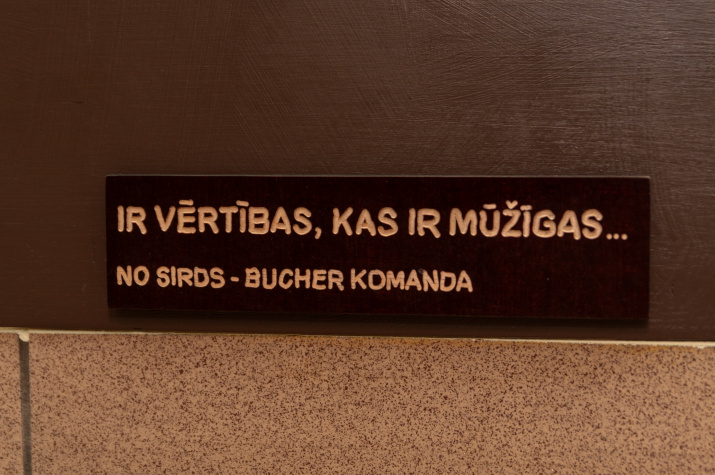 IR VĒRTĪBAS, KAS IR MŪŽĪGAS...
NO SIRDS - BUCHER KOMANDA